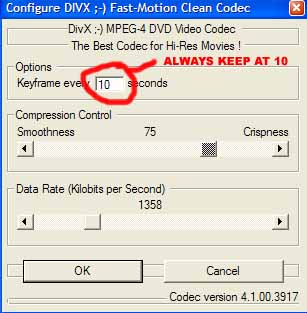 Configure DIVX ;-) Fast-Motion Clean Codec
DivX ;-) MPEG-4 DVD Video Codec
The Best Codec for Hi-Res Movies !
Options
ALWAYS KEEP AT 10
Keyframe every 10 seconds
Compression Control
Smoothness 75 Crispness
Data Rate (Kilobits per Second)
1358
OK Cancel
Codec version 4.1.00.3917